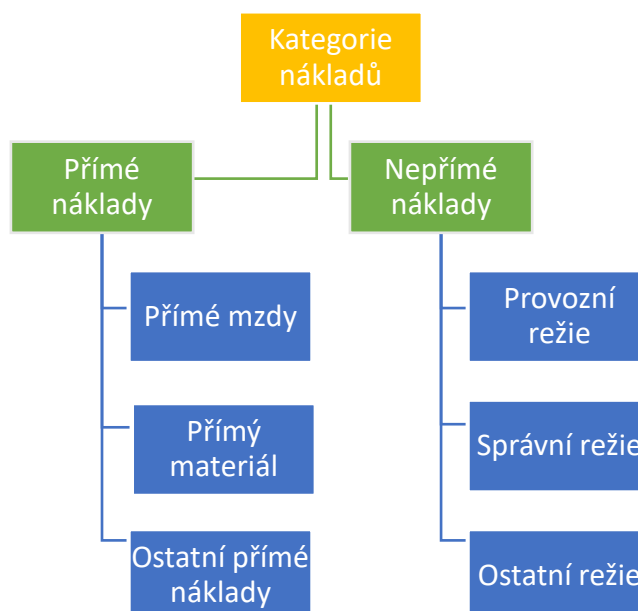 Kategorie
nákladů
Přímé
náklady
Nepřímé
náklady
Přímé mzdy
Provozní
režie
Přímý
materiál
Správní režie
Ostatní přímé
náklady
Ostatní režie